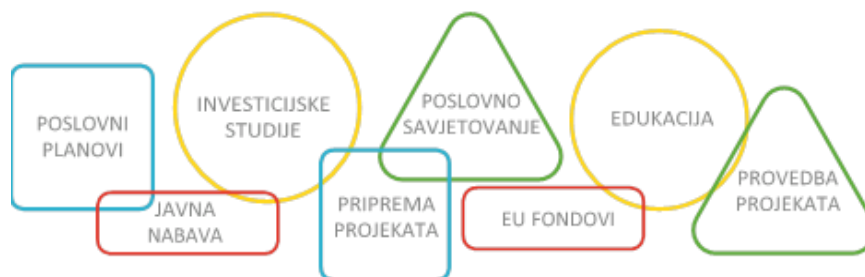 POSLOVNI
PLANOVI
INVESTICIJSKE
STUDIJE
POSLOVNO
SAVJETOVANJE
EDUKACIJA
JAVNA
NABAVA
PRIPREMA
PROJEKATA
EU FONDOVI
PROVEDBA
PROJEKATA